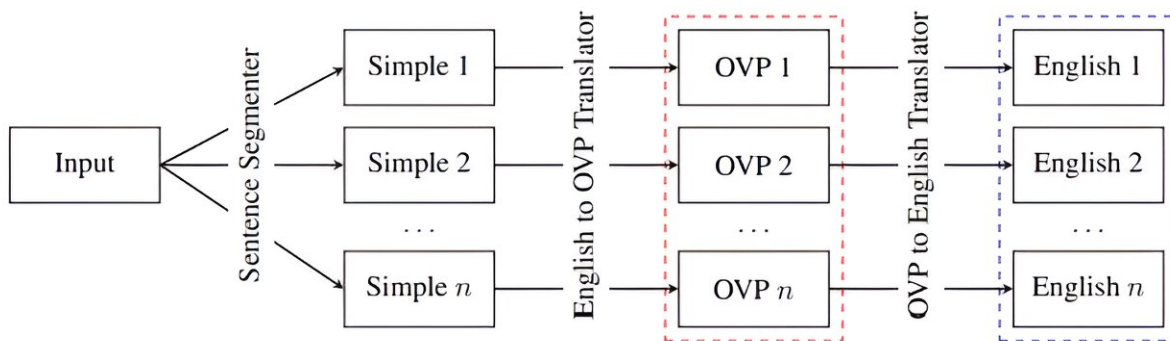 Input
Sentence Segmenter
Simple 1
Simple 2
...
Simple n
English to OVP Translator
OVP 1
OVP 2
...
OVP n
OVP to English Translator
English 1
English 2
...
English n